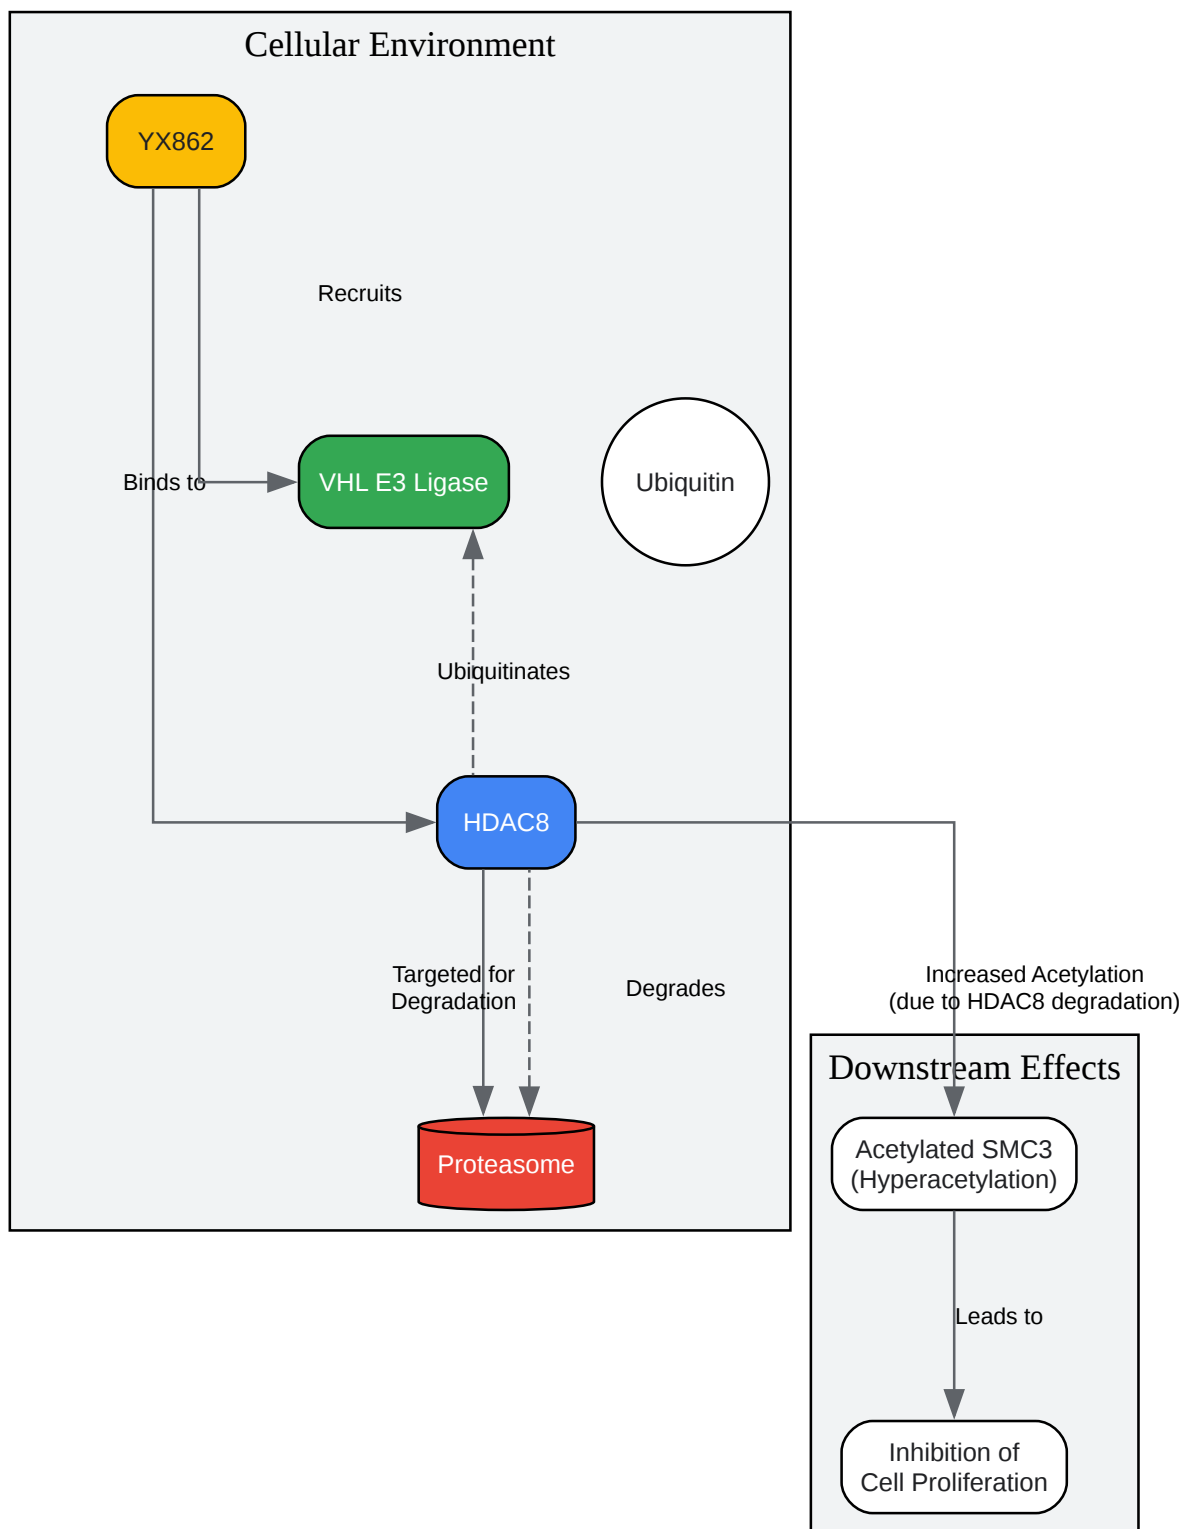 Cellular Environment
YX862
Recruits
Binds to
VHL E3 Ligase
Ubiquitin
Ubiquitinates
HDAC8
Targeted for
Degradation
Degrades
Increased Acetylation
(due to HDAC8 degradation)
Downstream Effects
Proteasome
Acetylated SMC3
(Hyperacetylation)
Leads to
Inhibition of
Cell Proliferation